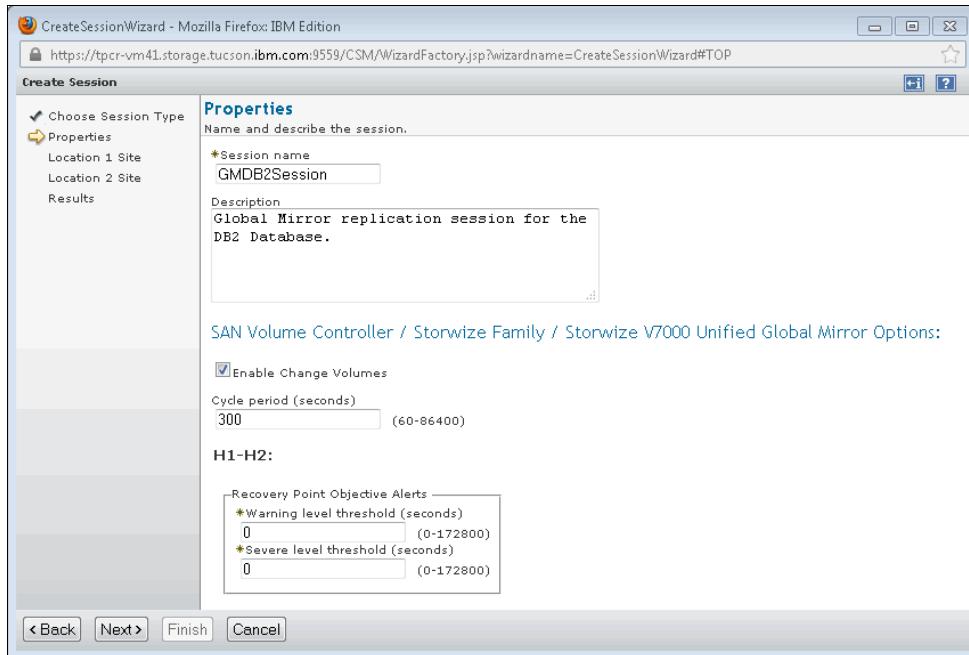 CreateSessionWizard - Mozilla Firefox: IBM Edition
https://tpcr-vm41.storage.tucson.ibm.com:9559/CSM/WizardFactory.jsp?wizardname=CreateSessionWizard#TOP
Create Session
Choose Session Type
Properties
Location 1 Site
Location 2 Site
Results
Properties
Name and describe the session.
*Session name
GMDB2Session
Description
Global Mirror replication session for the
DB2 Database.
SAN Volume Controller / Storwize Family / Storwize V7000 Unified Global Mirror Options:
Enable Change Volumes
Cycle period (seconds)
300 (60-86400)
H1-H2:
Recovery Point Objective Alerts
*Warning level threshold (seconds)
0 (0-172800)
*Severe level threshold (seconds)
0 (0-172800)
< Back Next > Finish Cancel